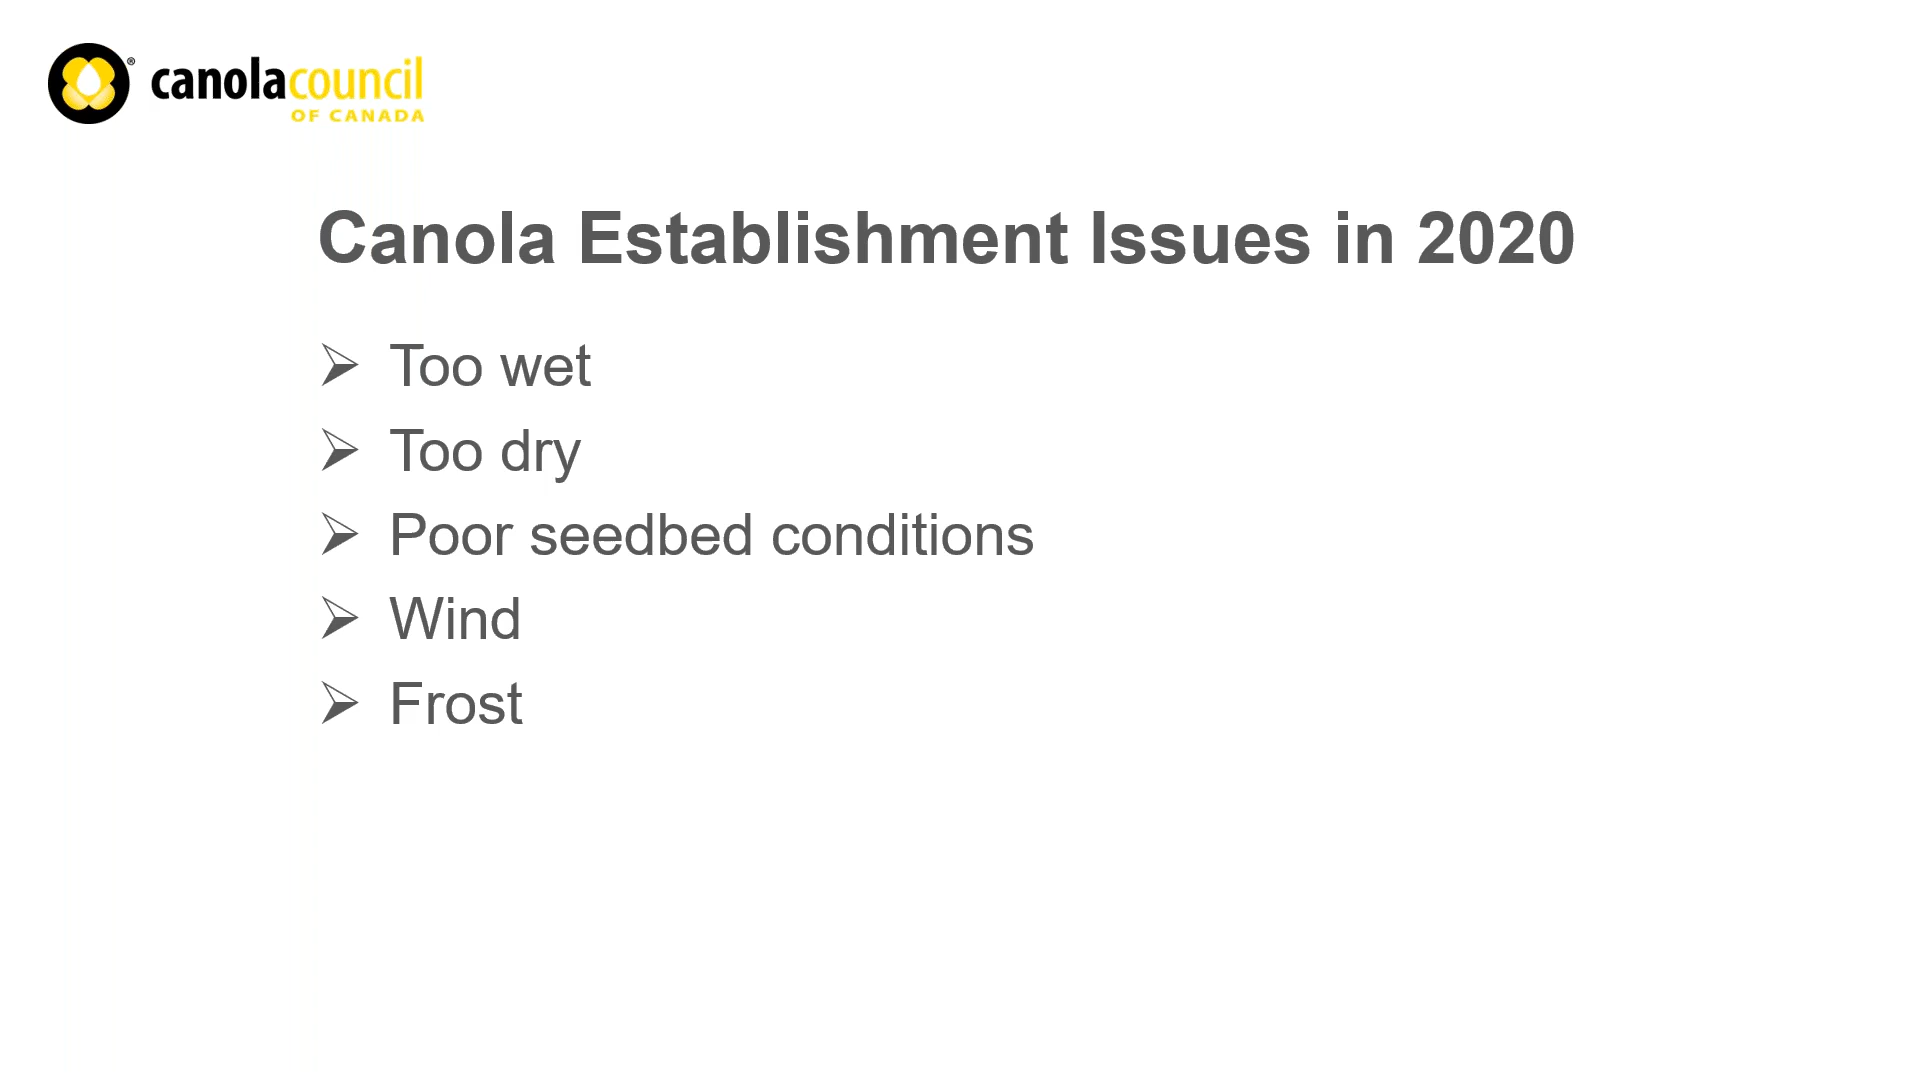 canolacouncil®
OF CANADA
Canola Establishment Issues in 2020
Too wet
Too dry
Poor seedbed conditions
Wind
Frost